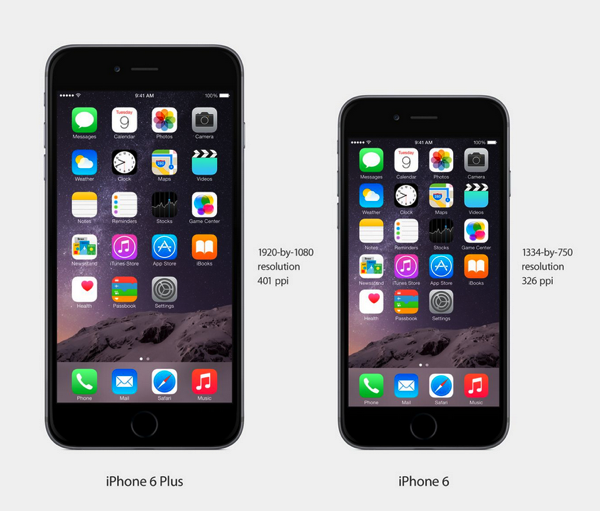 9:41 AM 100%
Tuesday
9
Messages Calendar Photos Camera
Weather Clock Maps Videos
Notes Reminders Stocks Game Center
Newsstand iTunes Store App Store iBooks
Health Passbook Settings
Phone Mail Safari Music
1920-by-1080
resolution
401 ppi
iPhone 6 Plus
9:41 AM 100%
Tuesday
9
Messages Calendar Photos Camera
Weather Clock Maps Videos
Notes Reminders Stocks Game Center
Newsstand iTunes Store App Store iBooks
Health Passbook Settings
Phone Mail Safari Music
1334-by-750
resolution
326 ppi
iPhone 6